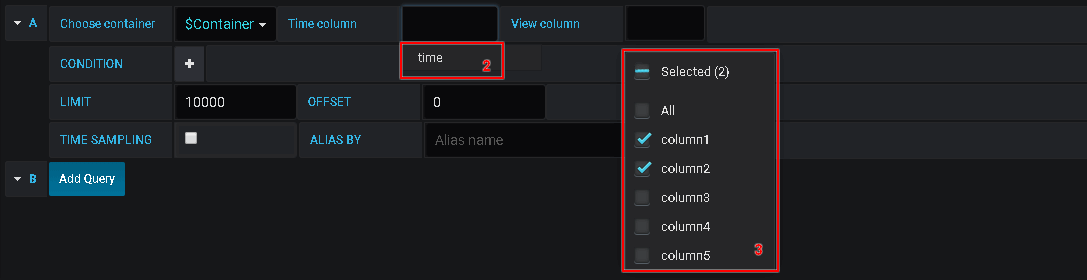 A Choose container $Container Time column View column
CONDITION + time 2
Selected (2)
LIMIT 10000 OFFSET 0
All
TIME SAMPLING ALIAS BY Alias name
column1
column2
B Add Query
column3
column4
column5 3